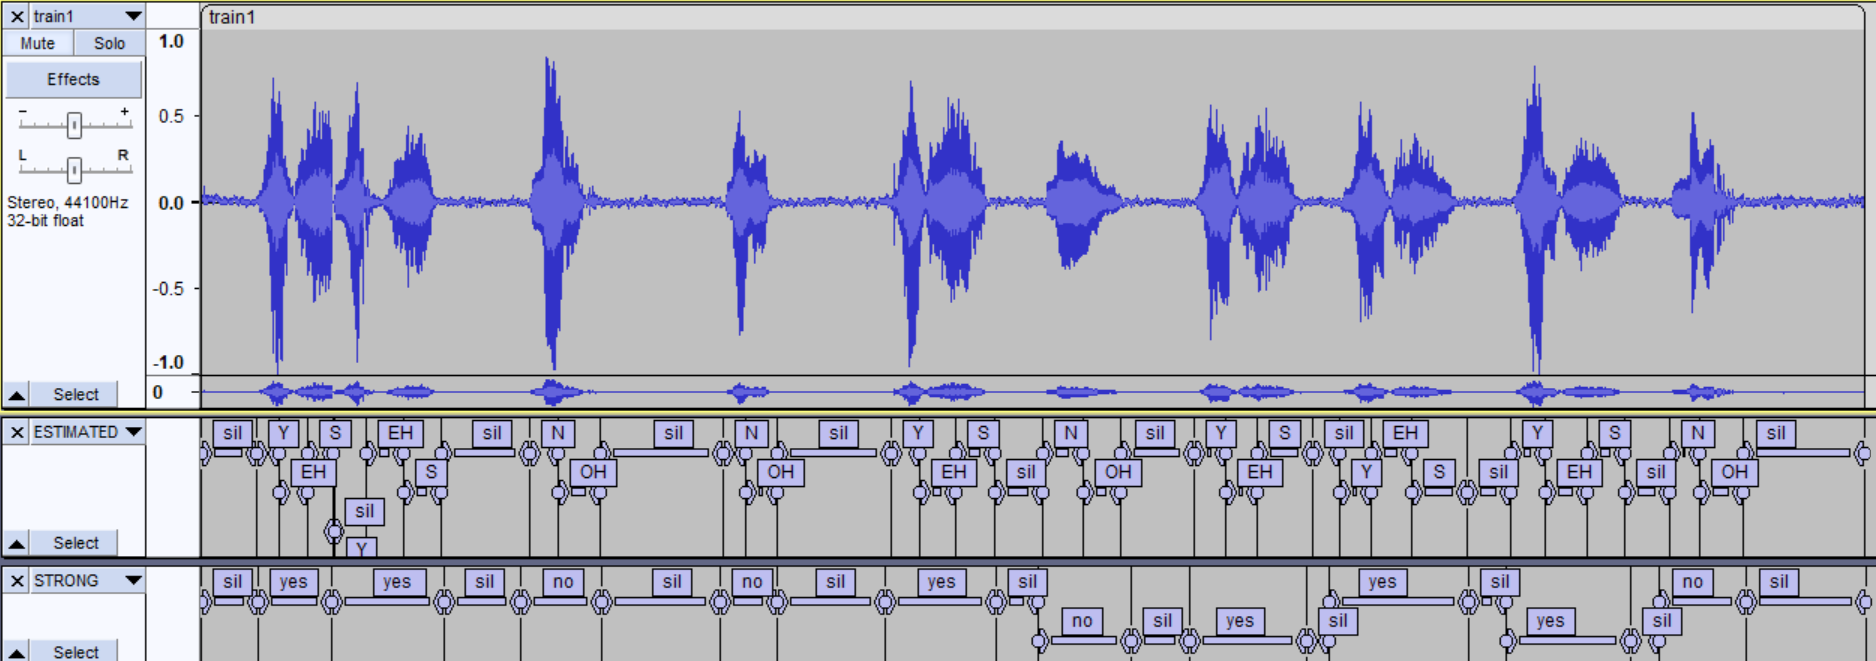 train1 train1
Mute Solo
Effects
- +
L R
Stereo, 44100Hz
32-bit float
Select
1.0
0.5
0.0
-0.5
-1.0
0
ESTIMATED
Select
sil Y S EH sil N sil N sil Y S N sil Y S sil EH Y S N sil
EH S OH OH EH sil OH EH Y S sil EH sil OH
sil
Y
STRONG
Select
sil yes yes sil no sil no sil yes sil yes sil no sil
no sil yes sil yes sil